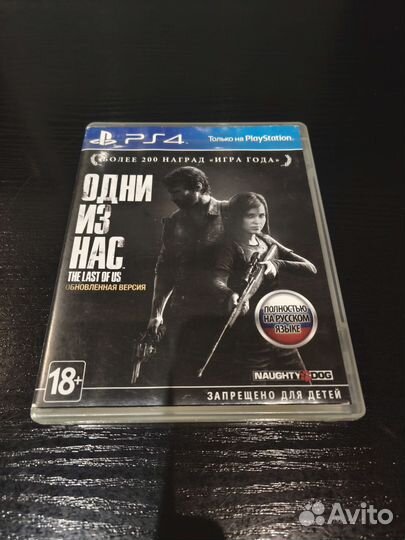 PS4
Только на PlayStation.
БОЛЕЕ 200 НАГРАД «ИГРА ГОДА»
ОДНИ
ИЗ
НАС
THE LAST OF US
ОБНОВЛЕННАЯ ВЕРСИЯ
ПОЛНОСТЬЮ
НА РУССКОМ
ЯЗЫКЕ
NAUGHTY DOG
18+
ЗАПРЕЩЕНО ДЛЯ ДЕТЕЙ
Avito